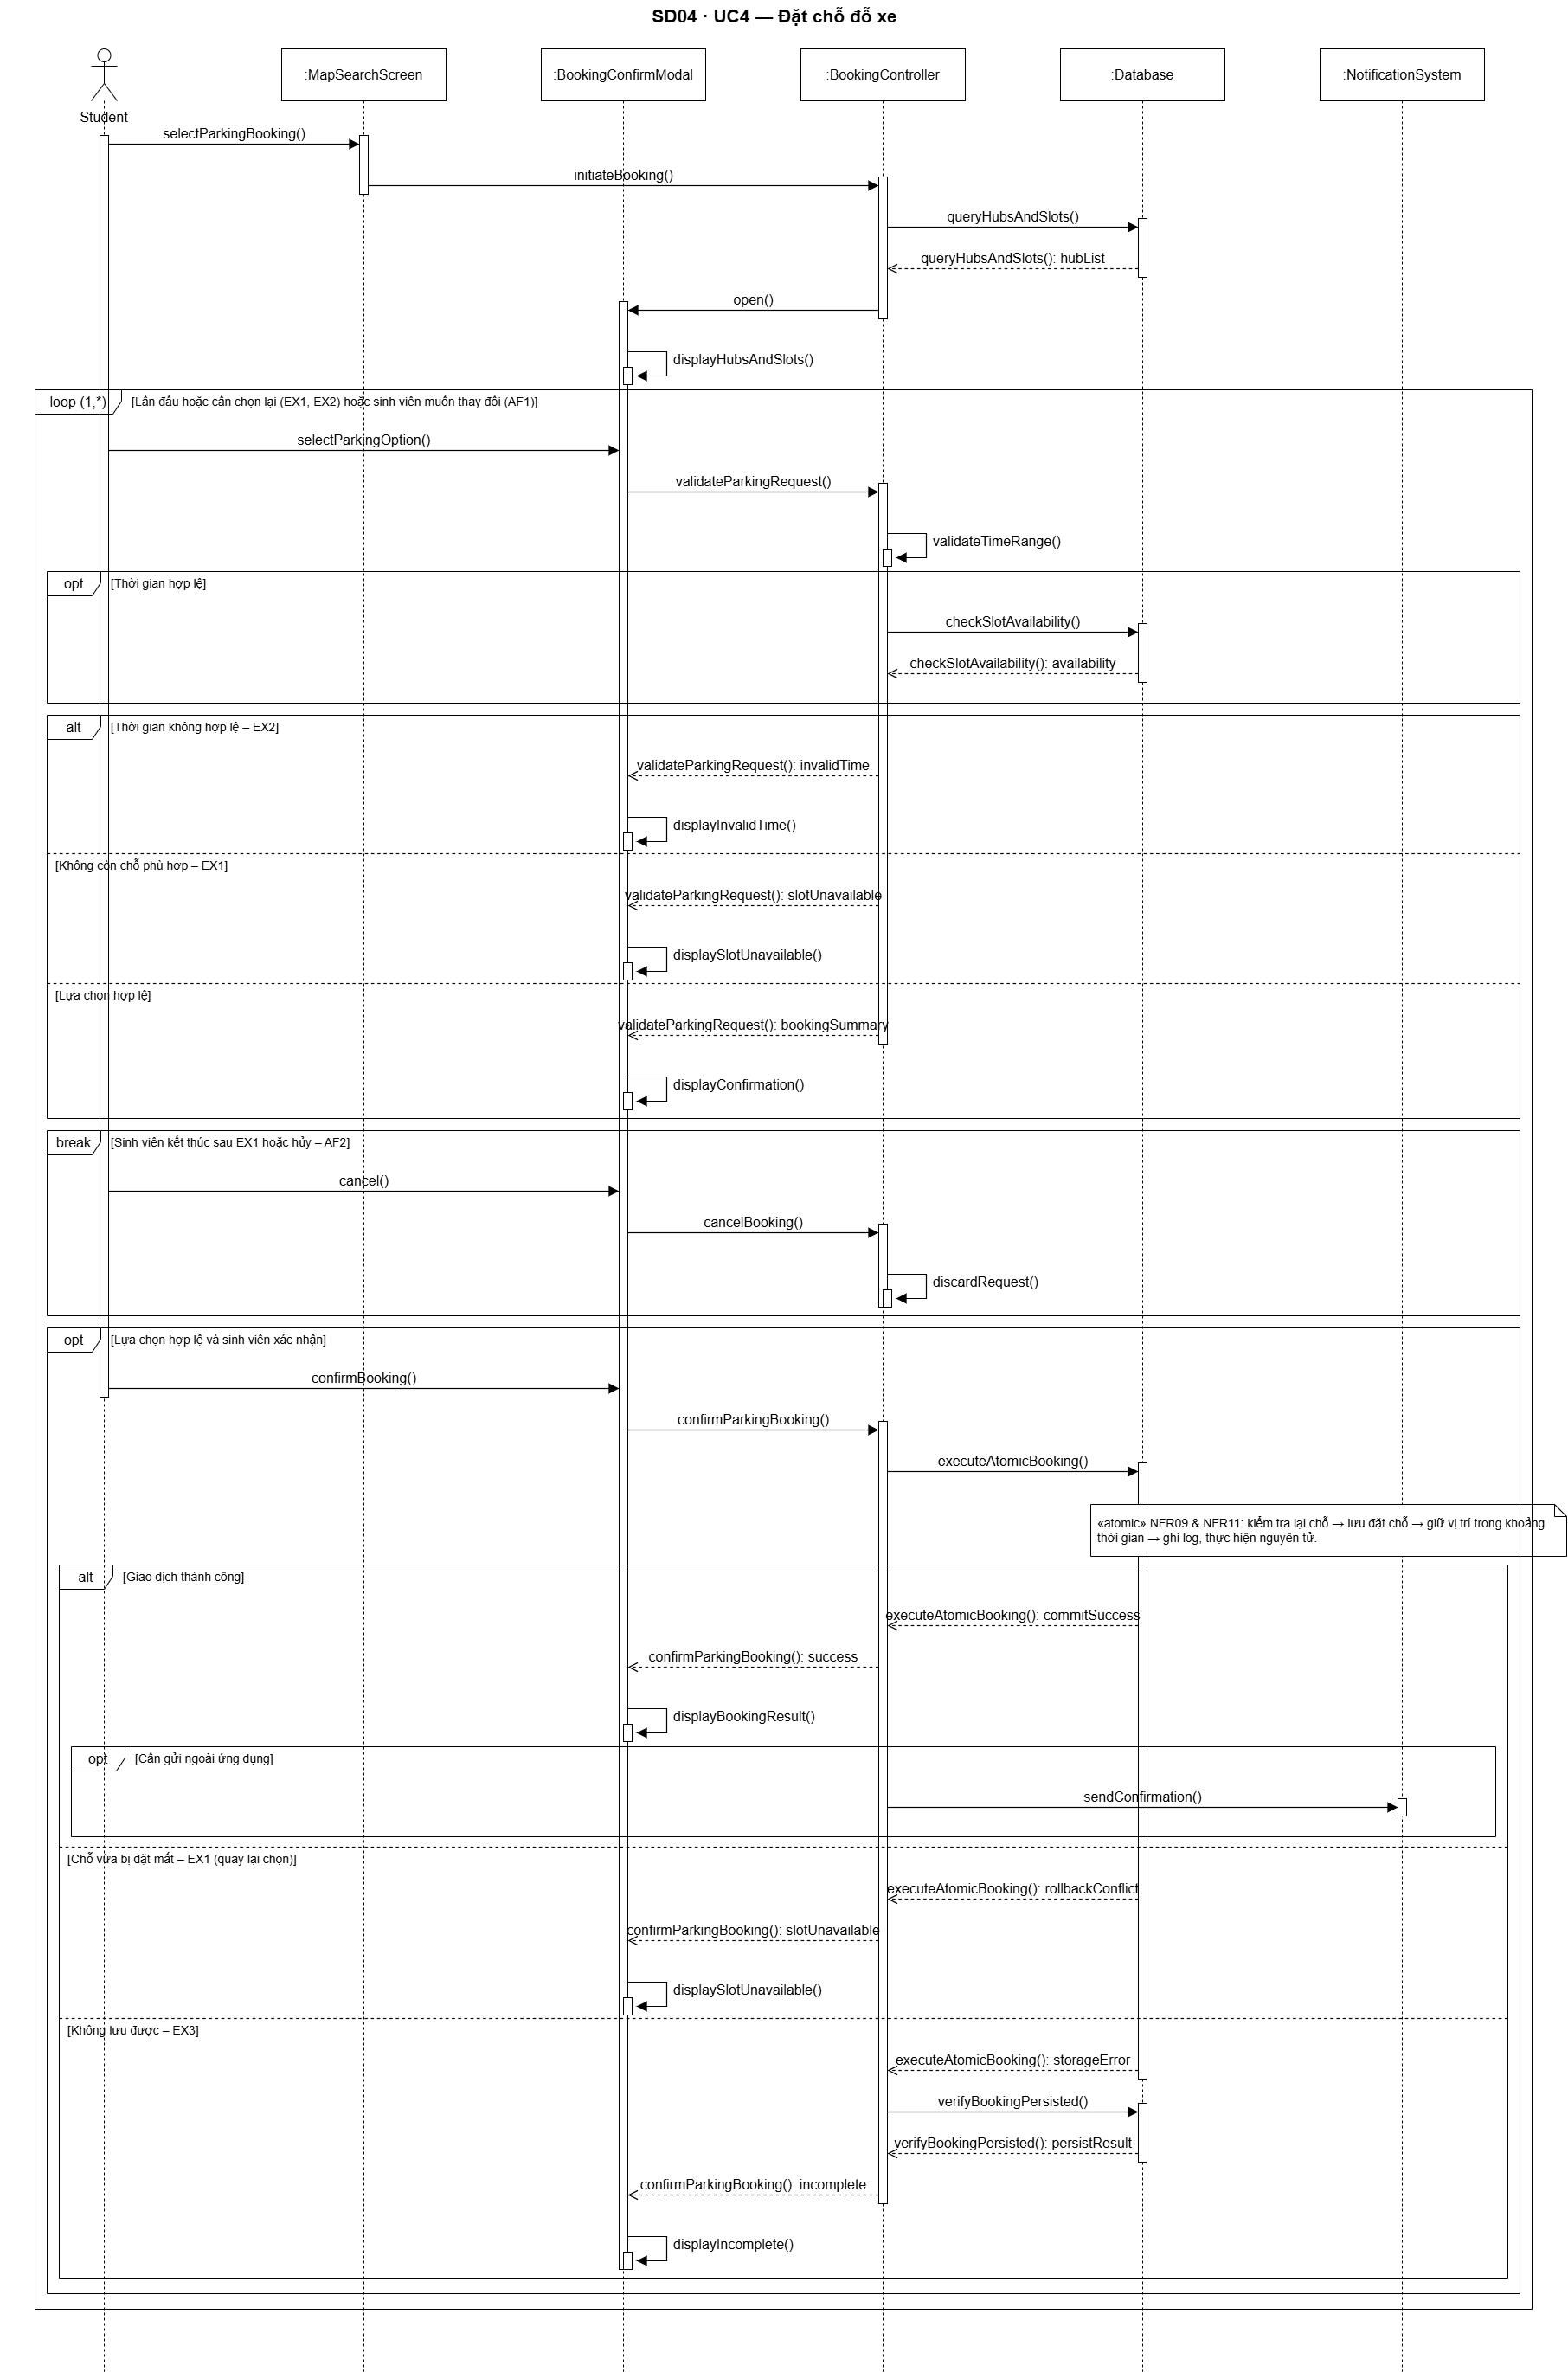 SD04 · UC4 — Đặt chỗ đỗ xe
Student
:MapSearchScreen
:BookingConfirmModal
:BookingController
:Database
:NotificationSystem
selectParkingBooking()
initiateBooking()
queryHubsAndSlots()
queryHubsAndSlots(): hubList
open()
displayHubsAndSlots()
loop (1,*)
[Lần đầu hoặc cần chọn lại (EX1, EX2) hoặc sinh viên muốn thay đổi (AF1)]
selectParkingOption()
validateParkingRequest()
validateTimeRange()
opt
[Thời gian hợp lệ]
checkSlotAvailability()
checkSlotAvailability(): availability
alt
[Thời gian không hợp lệ – EX2]
validateParkingRequest(): invalidTime
displayInvalidTime()
[Không còn chỗ phù hợp – EX1]
validateParkingRequest(): slotUnavailable
displaySlotUnavailable()
[Lựa chọn hợp lệ]
validateParkingRequest(): bookingSummary
displayConfirmation()
break
[Sinh viên kết thúc sau EX1 hoặc hủy – AF2]
cancel()
cancelBooking()
discardRequest()
opt
[Lựa chọn hợp lệ và sinh viên xác nhận]
confirmBooking()
confirmParkingBooking()
executeAtomicBooking()
«atomic» NFR09 & NFR11: kiểm tra lại chỗ → lưu đặt chỗ → giữ vị trí trong khoảng
thời gian → ghi log, thực hiện nguyên tử.
alt
[Giao dịch thành công]
executeAtomicBooking(): commitSuccess
confirmParkingBooking(): success
displayBookingResult()
opt
[Cần gửi ngoài ứng dụng]
sendConfirmation()
[Chỗ vừa bị đặt mất – EX1 (quay lại chọn)]
executeAtomicBooking(): rollbackConflict
confirmParkingBooking(): slotUnavailable
displaySlotUnavailable()
[Không lưu được – EX3]
executeAtomicBooking(): storageError
verifyBookingPersisted()
verifyBookingPersisted(): persistResult
confirmParkingBooking(): incomplete
displayIncomplete()